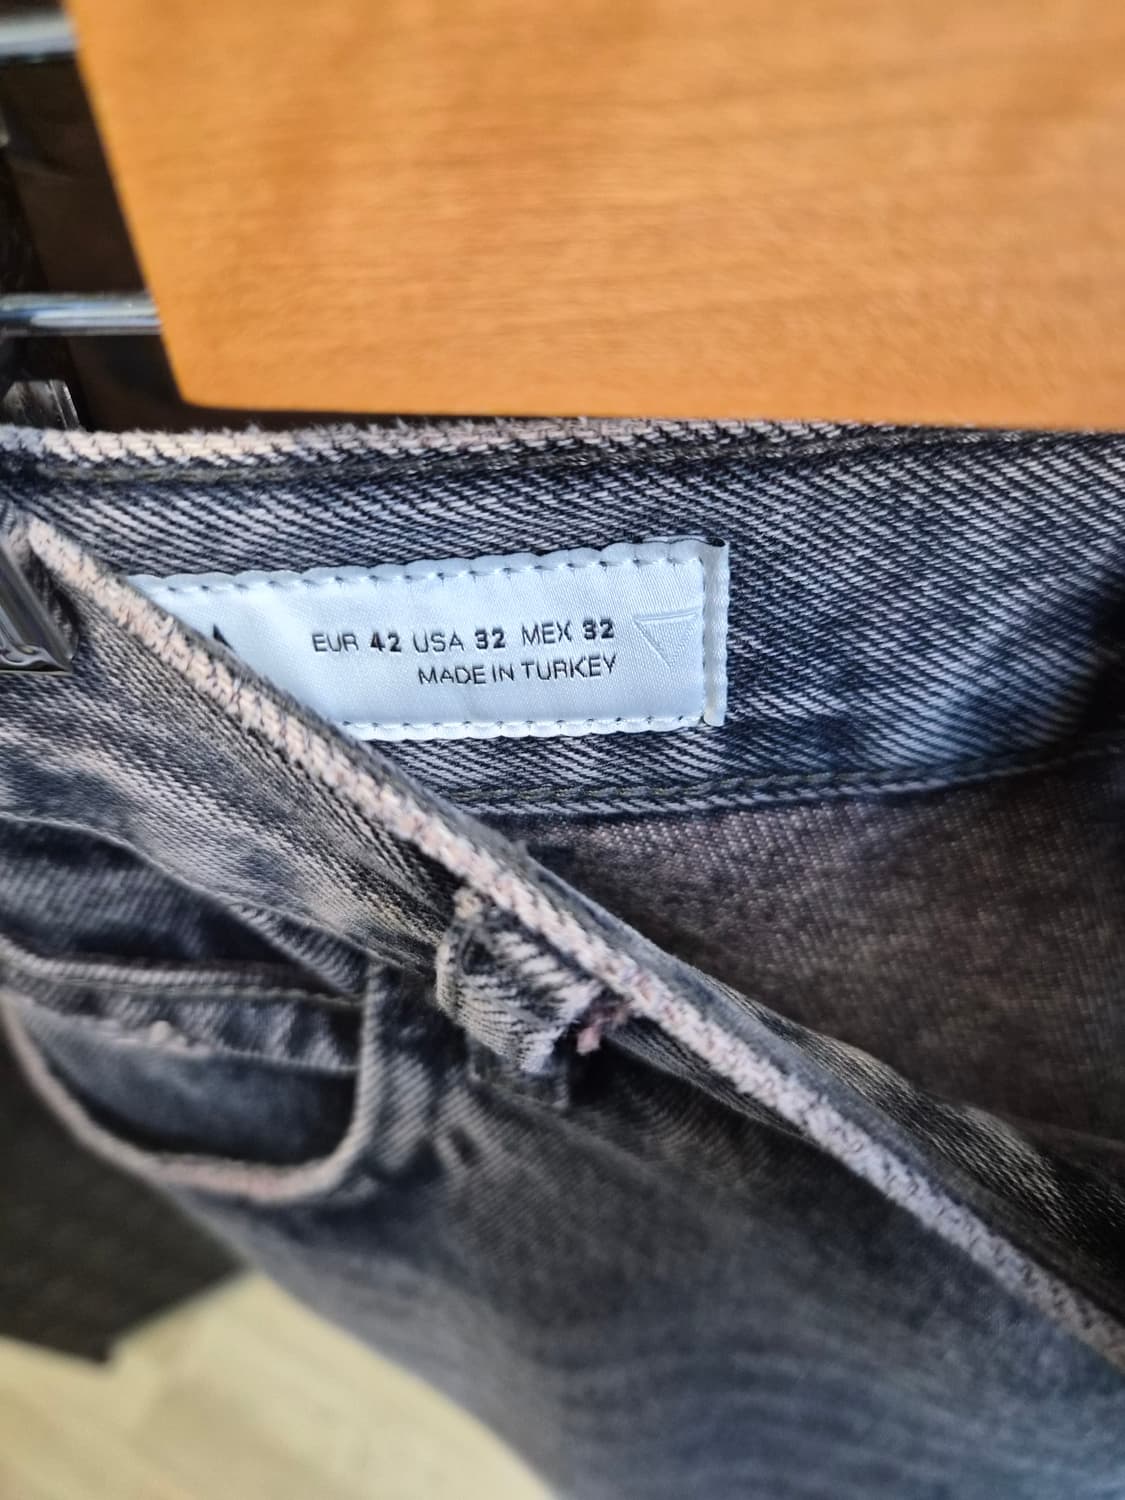 EUR 42 USA 32 MEX 32
MADE IN TURKEY